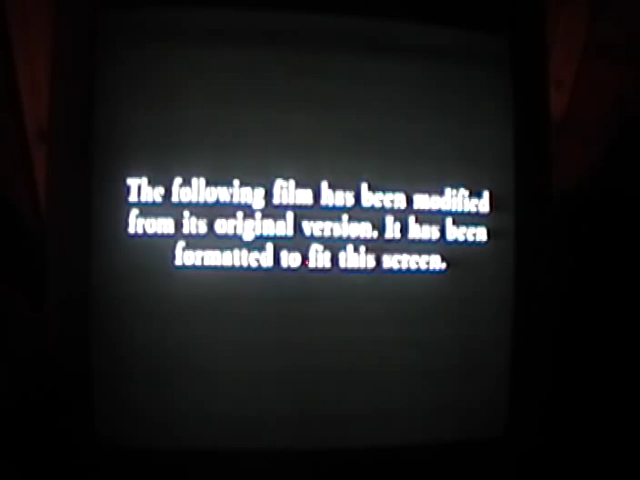 The following film has been modified
from its original version. It has been
formatted to fit this screen.